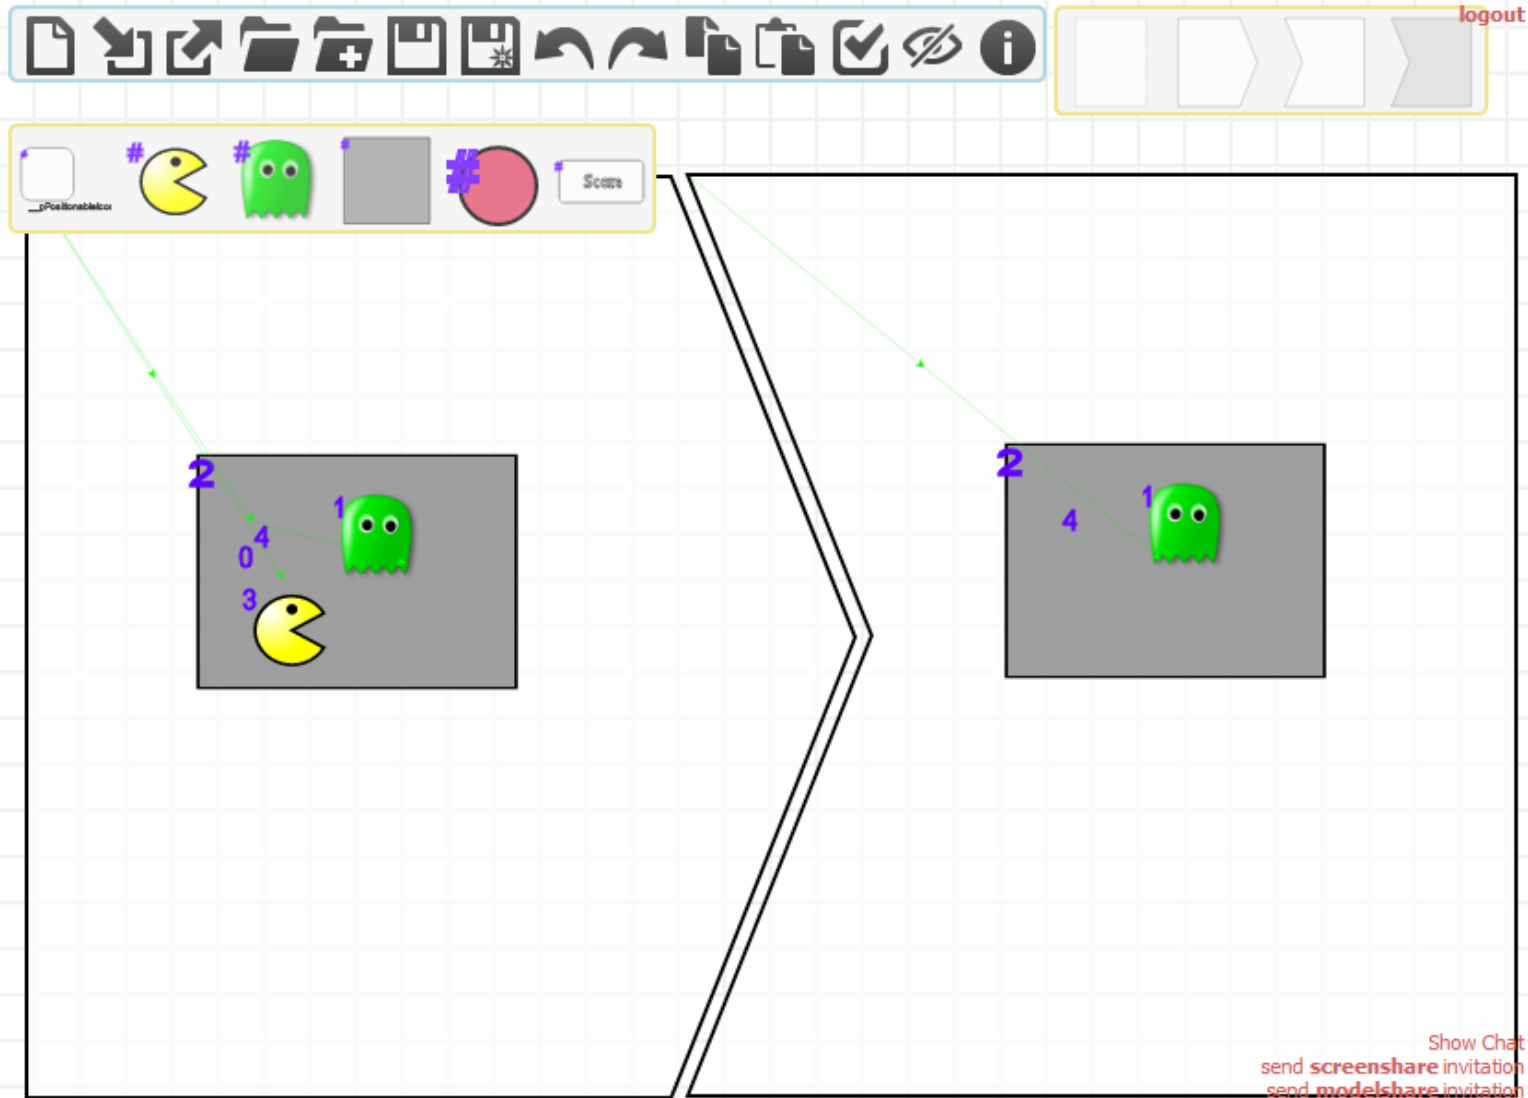 logout
# # # # # #
__pPositionableIcon
Score
2
1
4
0
3
2
1
4
Show Chat
send screenshare invitation
send modelshare invitation